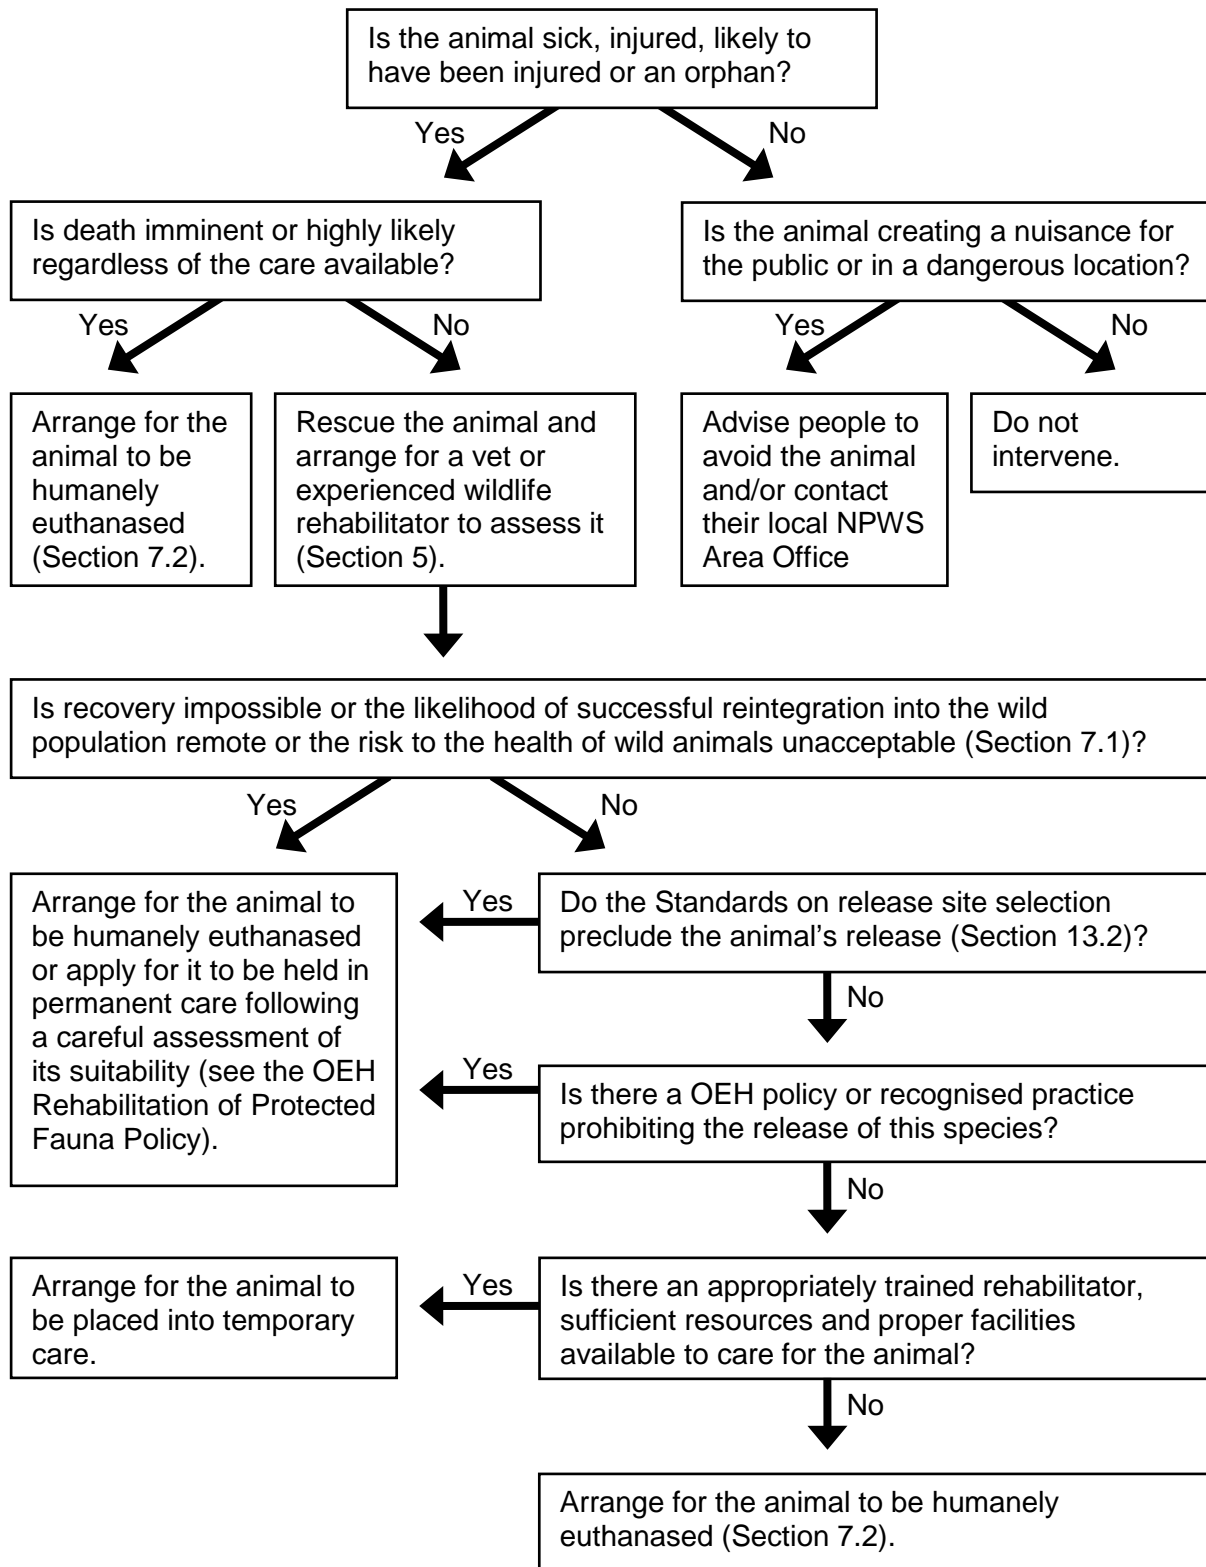 Is the animal sick, injured, likely to
have been injured or an orphan?
Yes
No
Is death imminent or highly likely
regardless of the care available?
Is the animal creating a nuisance for
the public or in a dangerous location?
Yes
No
Yes
No
Arrange for the
animal to be
humanely
euthanased
(Section 7.2).
Rescue the animal and
arrange for a vet or
experienced wildlife
rehabilitator to assess it
(Section 5).
Advise people to
avoid the animal
and/or contact
their local NPWS
Area Office
Do not
intervene.
Is recovery impossible or the likelihood of successful reintegration into the wild
population remote or the risk to the health of wild animals unacceptable (Section 7.1)?
Yes
No
Arrange for the animal to
be humanely euthanased
or apply for it to be held in
permanent care following
a careful assessment of
its suitability (see the OEH
Rehabilitation of Protected
Fauna Policy).
Yes
Do the Standards on release site selection
preclude the animal's release (Section 13.2)?
No
Yes
Is there a OEH policy or recognised practice
prohibiting the release of this species?
No
Arrange for the animal to
be placed into temporary
care.
Yes
Is there an appropriately trained rehabilitator,
sufficient resources and proper facilities
available to care for the animal?
No
Arrange for the animal to be humanely
euthanased (Section 7.2).